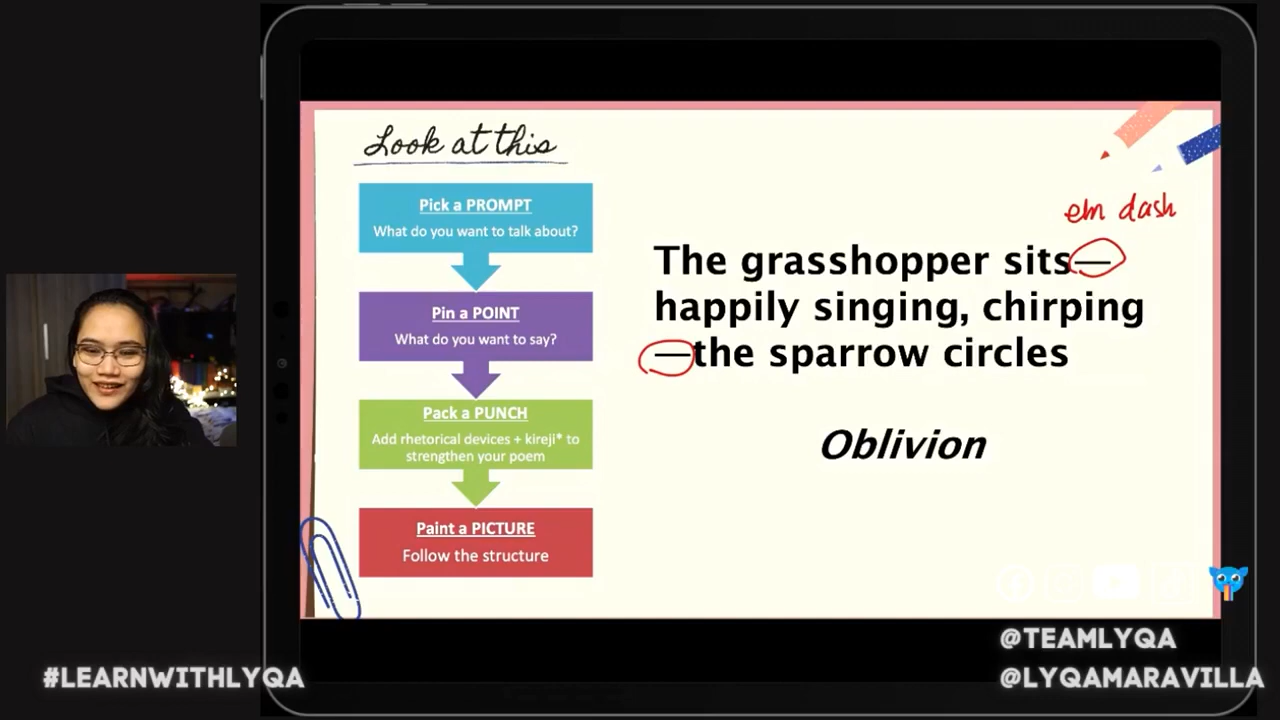 Look at this
Pick a PROMPT
What do you want to talk about?
Pin a POINT
What do you want to say?
Pack a PUNCH
Add rhetorical devices + kireji* to
strengthen your poem
Paint a PICTURE
Follow the structure
em dash
The grasshopper sits—
happily singing, chirping
—the sparrow circles
Oblivion
#LEARNWITHLYQA
@TEAMLYQA
@LYQAMARAVILLA